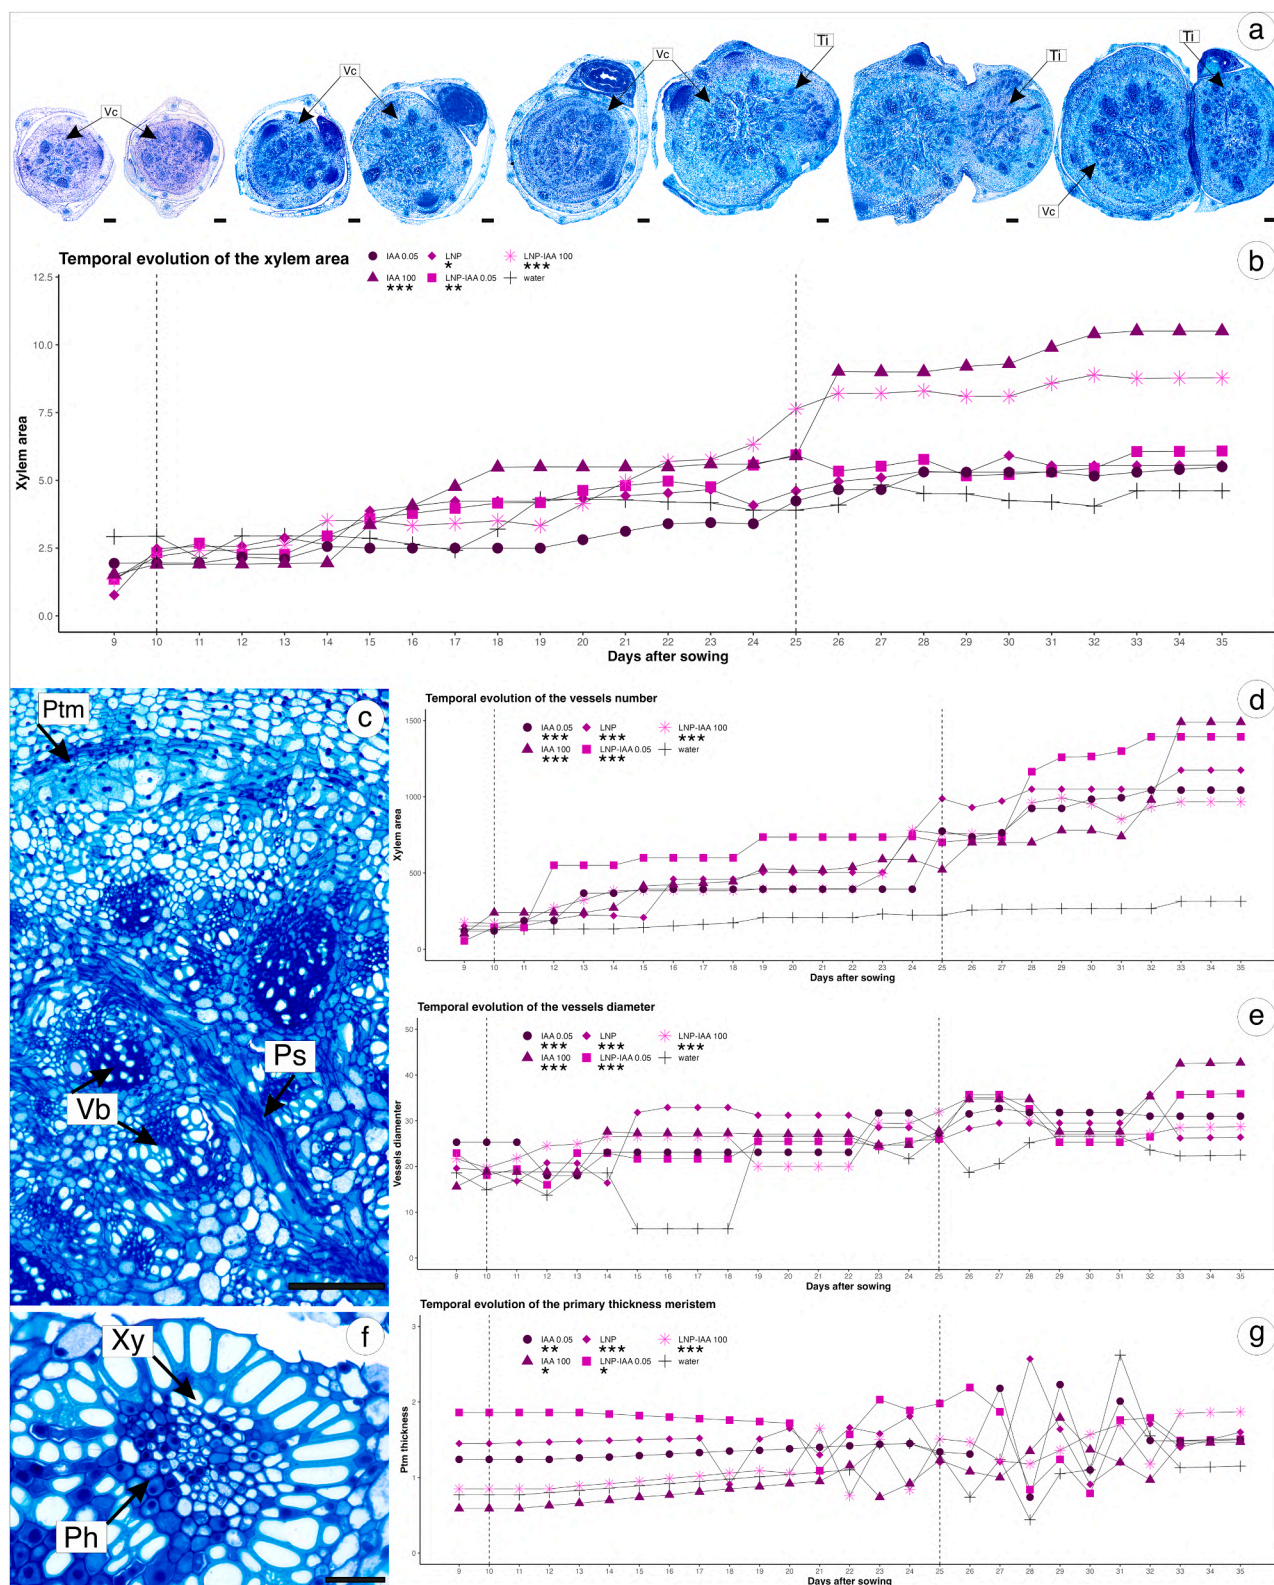 a
Vc
Vc
Vc
Ti
Ti
Vc
Ti
b
Temporal evolution of the xylem area
IAA 0.05 LNP LNP-IAA 100
* ***
IAA 100 LNP-IAA 0.05 water
*** **
12.5
10.0
7.5
5.0
2.5
0.0
Xylem area
9 10 11 12 13 14 15 16 17 18 19 20 21 22 23 24 25 26 27 28 29 30 31 32 33 34 35
Days after sowing
c
Ptm
Vb
Ps
d
Temporal evolution of the vessels number
IAA 0.05 LNP LNP-IAA 100
*** *** ***
IAA 100 LNP-IAA 0.05 water
*** ***
1500
1000
500
0
Xylem area
9 10 11 12 13 14 15 16 17 18 19 20 21 22 23 24 25 26 27 28 29 30 31 32 33 34 35
Days after sowing
e
Temporal evolution of the vessels diameter
IAA 0.05 LNP LNP-IAA 100
*** *** ***
IAA 100 LNP-IAA 0.05 water
*** ***
50
40
30
20
10
0
Vessels diamenter
9 10 11 12 13 14 15 16 17 18 19 20 21 22 23 24 25 26 27 28 29 30 31 32 33 34 35
Days after sowing
f
Xy
Ph
g
Temporal evolution of the primary thickness meristem
IAA 0.05 LNP LNP-IAA 100
** *** ***
IAA 100 LNP-IAA 0.05 water
* *
3
2
1
0
Ptm thickness
9 10 11 12 13 14 15 16 17 18 19 20 21 22 23 24 25 26 27 28 29 30 31 32 33 34 35
Days after sowing